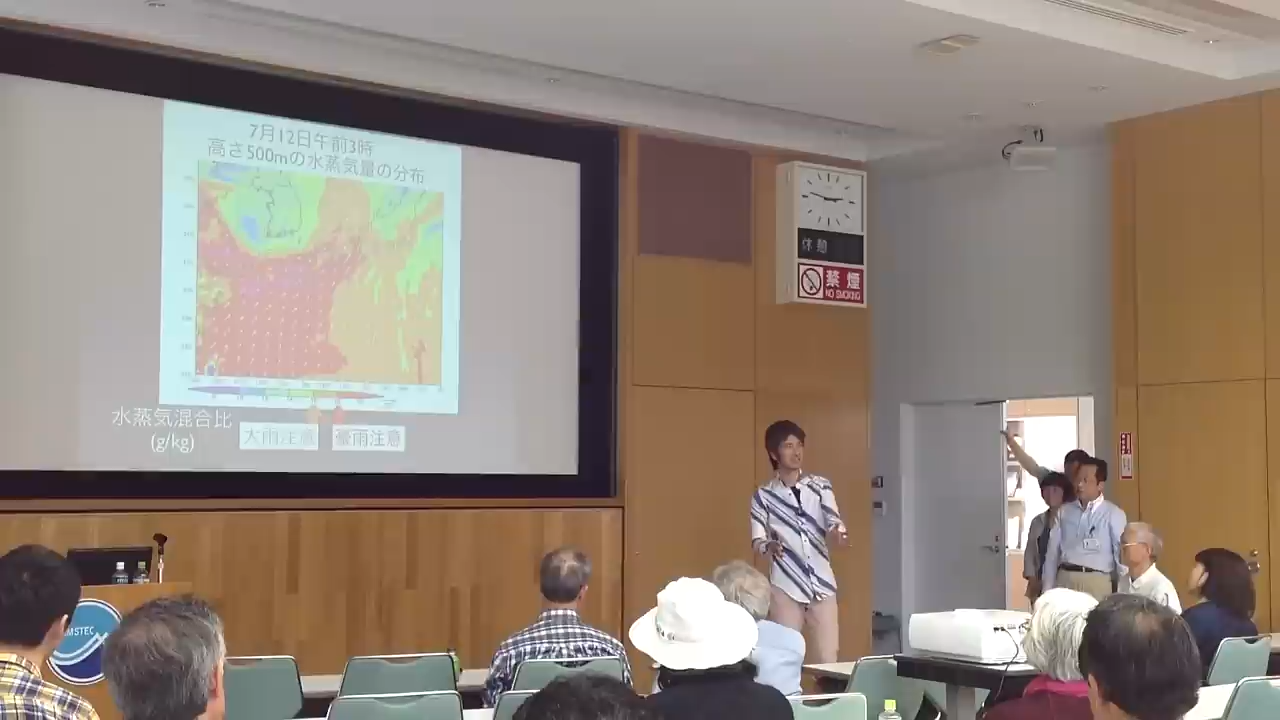 7月12日午前3時
高さ500mの水蒸気量の分布
水蒸気混合比
(g/kg)
大雨注意
豪雨注意
休憩
禁煙
NO SMOKING
MSTEC